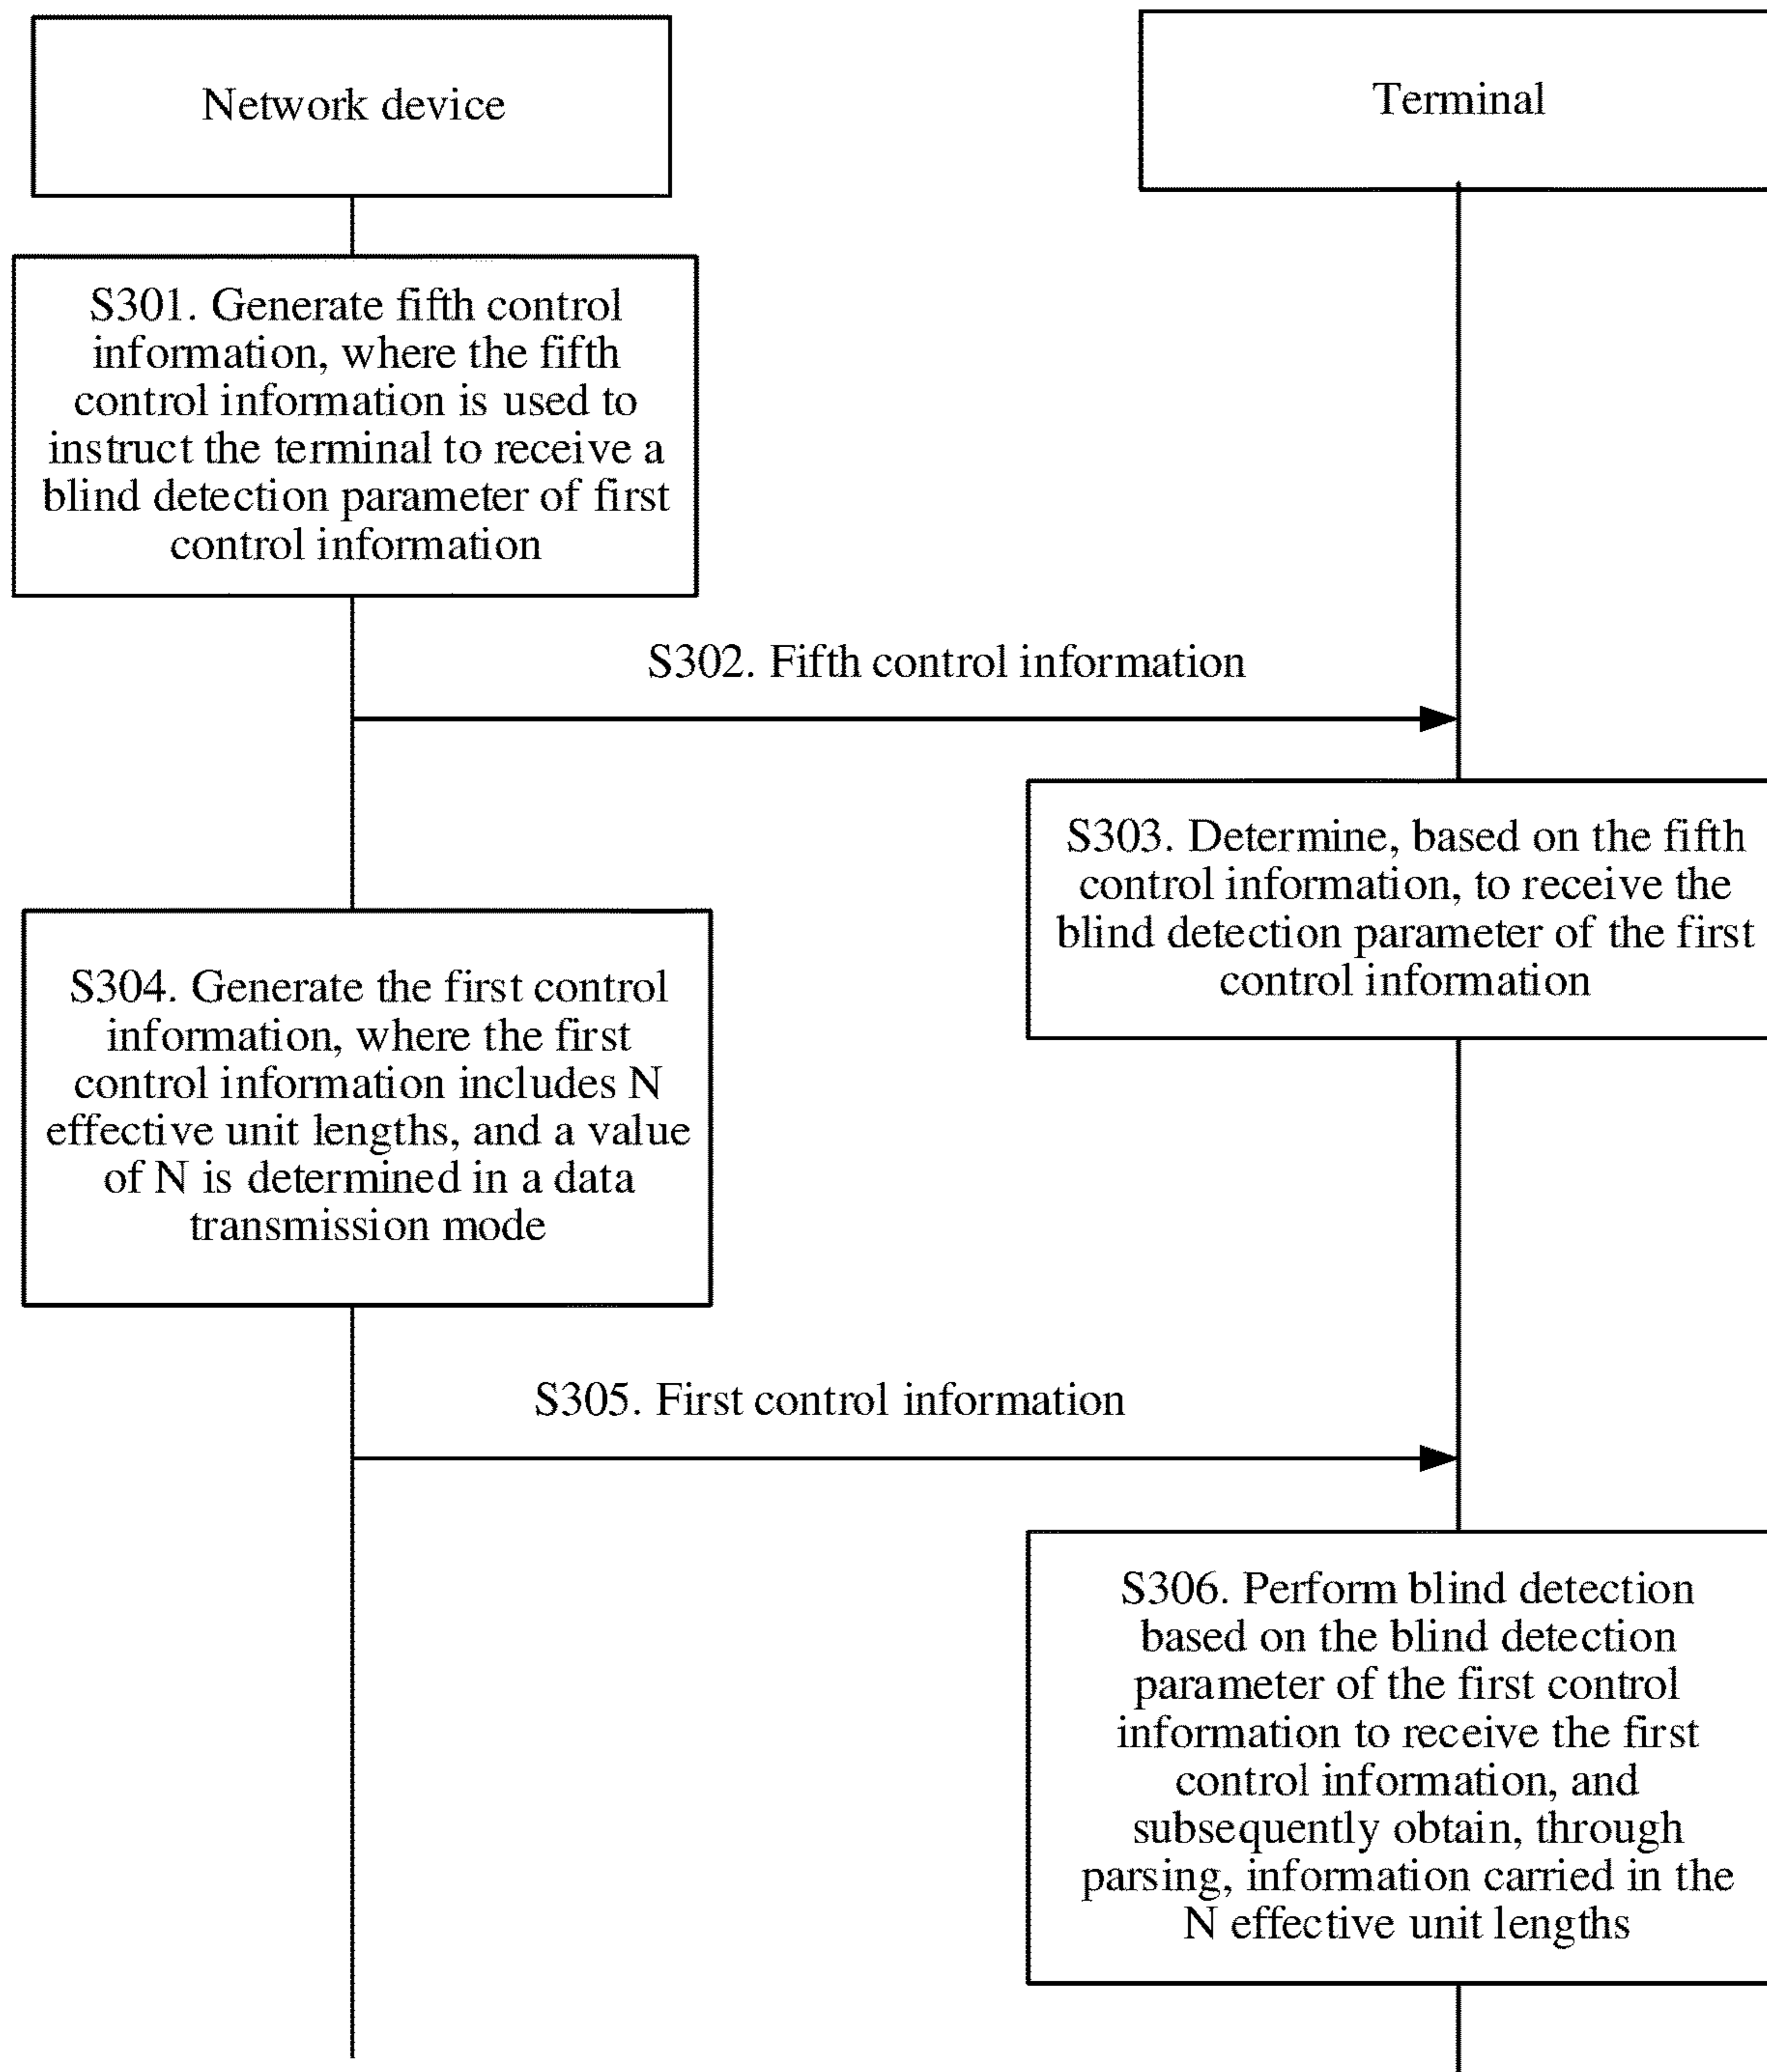 Network device
Terminal
S301. Generate fifth control
information, where the fifth
control information is used to
instruct the terminal to receive a
blind detection parameter of first
control information
S302. Fifth control information
S303. Determine, based on the fifth
control information, to receive the
blind detection parameter of the first
control information
S304. Generate the first control
information, where the first
control information includes N
effective unit lengths, and a value
of N is determined in a data
transmission mode
S305. First control information
S306. Perform blind detection
based on the blind detection
parameter of the first control
information to receive the first
control information, and
subsequently obtain, through
parsing, information carried in the
N effective unit lengths